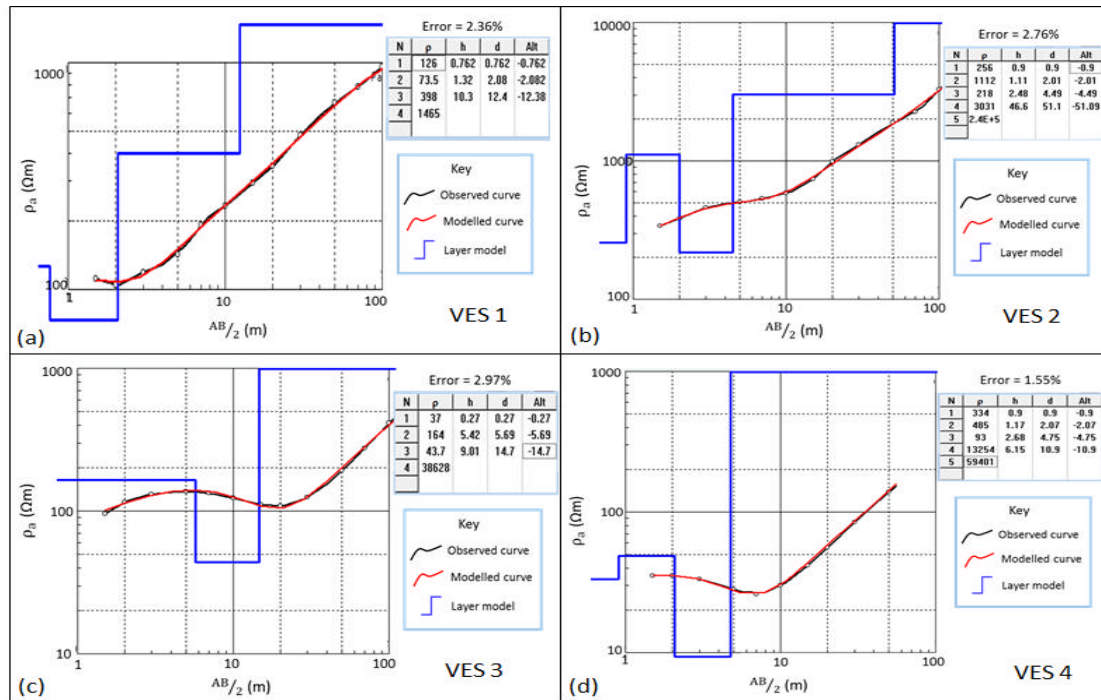 Error = 2.36%
N ρ h d Alt
1 126 0.762 0.762 -0.762
2 73.5 1.32 2.08 -2.082
3 398 10.3 12.4 -12.38
4 1465
Key
Observed curve
Modelled curve
Layer model
1000
100
ρa (Ωm)
1 10 100
AB/2 (m)
VES 1
(a)
Error = 2.76%
N ρ h d Alt
1 256 0.9 0.9 -0.9
2 1112 1.11 2.01 -2.01
3 218 2.48 4.49 -4.49
4 3031 46.6 51.1 -51.09
5 2.4E+5
Key
Observed curve
Modelled curve
Layer model
10000
1000
100
ρa (Ωm)
1 10 100
AB/2 (m)
VES 2
(b)
Error = 2.97%
N ρ h d Alt
1 37 0.27 0.27 -0.27
2 164 5.42 5.69 -5.69
3 43.7 9.01 14.7 -14.7
4 38628
Key
Observed curve
Modelled curve
Layer model
1000
100
10
ρa (Ωm)
1 10 100
AB/2 (m)
VES 3
(c)
Error = 1.55%
N ρ h d Alt
1 334 0.9 0.9 -0.9
2 485 1.17 2.07 -2.07
3 93 2.68 4.75 -4.75
4 13254 6.15 10.9 -10.9
5 59401
Key
Observed curve
Modelled curve
Layer model
1000
100
10
ρa (Ωm)
1 10 100
AB/2 (m)
VES 4
(d)